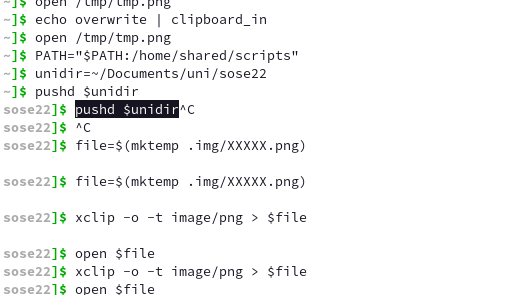 ~]$ open /tmp/tmp.png
~]$ echo overwrite | clipboard_in
~]$ open /tmp/tmp.png
~]$ PATH="$PATH:/home/shared/scripts"
~]$ unidir=~/Documents/uni/sose22
~]$ pushd $unidir
sose22]$ pushd $unidir^C
sose22]$ ^C
sose22]$ file=$(mktemp .img/XXXXX.png)
sose22]$ file=$(mktemp .img/XXXXX.png)
sose22]$ xclip -o -t image/png > $file
sose22]$ open $file
sose22]$ xclip -o -t image/png > $file
sose22]$ open $file